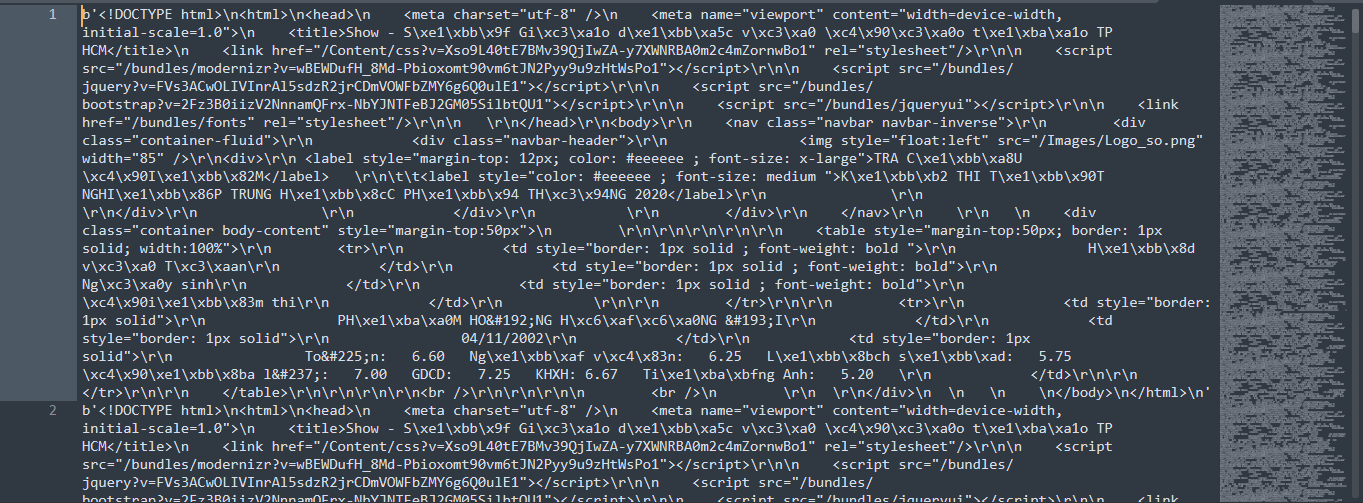 1 b'<!DOCTYPE html>\n<html>\n<head>\n    <meta charset="utf-8" />\n    <meta name="viewport" content="width=device-width,
initial-scale=1.0">\n    <title>Show - S\xe1\xbb\x9f Gi\xc3\xa1o d\xe1\xbb\xa5c v\xc3\xa0 \xc4\x90\xc3\xa0o t\xe1\xba\xa1o TP
HCM</title>\n    <link href="/Content/css?v=Xso9L40tE7BMv39QjIwZA-y7XWNRBA0m2c4mZornwBo1" rel="stylesheet"/>\r\n\n    <script
src="/bundles/modernizr?v=wBEWDufH_8Md-Pbioxomt90vm6tJN2Pyy9u9zHtWsPo1"></script>\r\n\n    <script src="/bundles/
jquery?v=FVs3ACwOLIVInrAl5sdzR2jrCDmVOWFbZMY6g6Q0ulE1"></script>\r\n\n    <script src="/bundles/
bootstrap?v=2Fz3B0iizV2NnnamQFrx-NbYJNTFeBJ2GM05SilbtQU1"></script>\r\n\n    <script src="/bundles/jqueryui"></script>\r\n\n    <link
href="/bundles/fonts" rel="stylesheet"/>\r\n\n   \r\n</head>\r\n<body>\r\n    <nav class="navbar navbar-inverse">\r\n        <div
class="container-fluid">\r\n            <div class="navbar-header">\r\n                <img style="float:left" src="/Images/Logo_so.png"
width="85" />\r\n<div>\r\n <label style="margin-top: 12px; color: #eeeeee ; font-size: x-large">TRA C\xe1\xbb\xa8U
\xc4\x90I\xe1\xbb\x82M</label>   \r\n\t\t<label style="color: #eeeeee ; font-size: medium ">K\xe1\xbb\xb2 THI T\xe1\xbb\x90T
NGHI\xe1\xbb\x86P TRUNG H\xe1\xbb\x8cC PH\xe1\xbb\x94 TH\xc3\x94NG 2020</label>\r\n                \r\n
\r\n</div>\r\n            \r\n            </div>\r\n            \r\n        </div>\r\n    </nav>\r\n    \r\n   \n    <div
class="container body-content" style="margin-top:50px">\n        \r\n\r\n\r\n\r\n\r\n    <table style="margin-top:50px; border: 1px
solid; width:100%">\r\n        <tr>\r\n            <td style="border: 1px solid ; font-weight: bold ">\r\n                H\xe1\xbb\x8d
v\xc3\xa0 T\xc3\xaan\r\n            </td>\r\n            <td style="border: 1px solid ; font-weight: bold">\r\n
Ng\xc3\xa0y sinh\r\n            </td>\r\n            <td style="border: 1px solid ; font-weight: bold">\r\n
\xc4\x90i\xe1\xbb\x83m thi\r\n            </td>\r\n            \r\n\r\n        </tr>\r\n\r\n        <tr>\r\n            <td style="border:
1px solid">\r\n                PH\xe1\xba\xa0M HO&#192;NG H\xc6\xaf\xc6\xa0NG &#193;I\r\n            </td>\r\n            <td
style="border: 1px solid">\r\n                04/11/2002\r\n            </td>\r\n            <td style="border: 1px
solid">\r\n                To&#225;n:   6.60   Ng\xe1\xbb\xaf v\xc4\x83n:   6.25   L\xe1\xbb\x8bch s\xe1\xbb\xad:   5.75
\xc4\x90\xe1\xbb\x8ba l&#237;:   7.00   GDCD:   7.25   KHXH: 6.67   Ti\xe1\xba\xbfng Anh:   5.20   \r\n            </td>\r\n\r\n
</tr>\r\n\r\n    </table>\r\n\r\n\r\n\r\n<br />\r\n\r\n\r\n        <br />\n        \r\n  \r\n</div>\n  \n   \n    \n</body>\n</html>\n'
2 b'<!DOCTYPE html>\n<html>\n<head>\n    <meta charset="utf-8" />\n    <meta name="viewport" content="width=device-width,
initial-scale=1.0">\n    <title>Show - S\xe1\xbb\x9f Gi\xc3\xa1o d\xe1\xbb\xa5c v\xc3\xa0 \xc4\x90\xc3\xa0o t\xe1\xba\xa1o TP
HCM</title>\n    <link href="/Content/css?v=Xso9L40tE7BMv39QjIwZA-y7XWNRBA0m2c4mZornwBo1" rel="stylesheet"/>\r\n\n    <script
src="/bundles/modernizr?v=wBEWDufH_8Md-Pbioxomt90vm6tJN2Pyy9u9zHtWsPo1"></script>\r\n\n    <script src="/bundles/
jquery?v=FVs3ACwOLIVInrAl5sdzR2jrCDmVOWFbZMY6g6Q0ulE1"></script>\r\n\n    <script src="/bundles/
bootstrap?v=2Fz3B0iizV2NnnamQFrx-NbYJNTFeBJ2GM05SilbtQU1"></script>\r\n\n    <script src="/bundles/jqueryui"></script>\r\n\n    <link